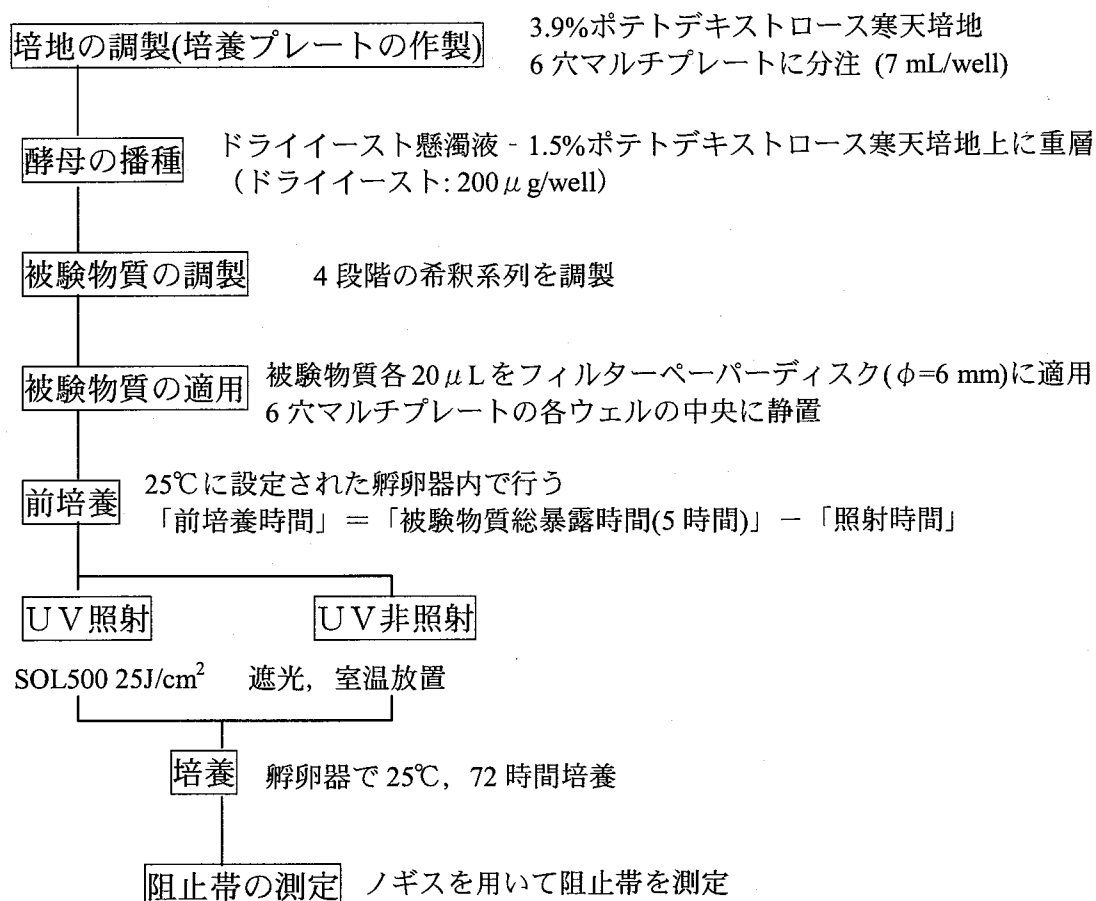 培地の調製(培養プレートの作製)
3.9%ポテトデキストロース寒天培地
6穴マルチプレートに分注 (7 mL/well)
酵母の播種
ドライイースト懸濁液 - 1.5%ポテトデキストロース寒天培地上に重層
（ドライイースト: 200μg/well）
被験物質の調製
4段階の希釈系列を調製
被験物質の適用
被験物質各20μLをフィルターペーパーディスク(φ=6 mm)に適用
6穴マルチプレートの各ウェルの中央に静置
前培養
25℃に設定された孵卵器内で行う
「前培養時間」＝「被験物質総暴露時間(5時間)」－「照射時間」
ＵＶ照射
ＵＶ非照射
SOL500 25J/cm²
遮光，室温放置
培養
孵卵器で25℃，72時間培養
阻止帯の測定
ノギスを用いて阻止帯を測定